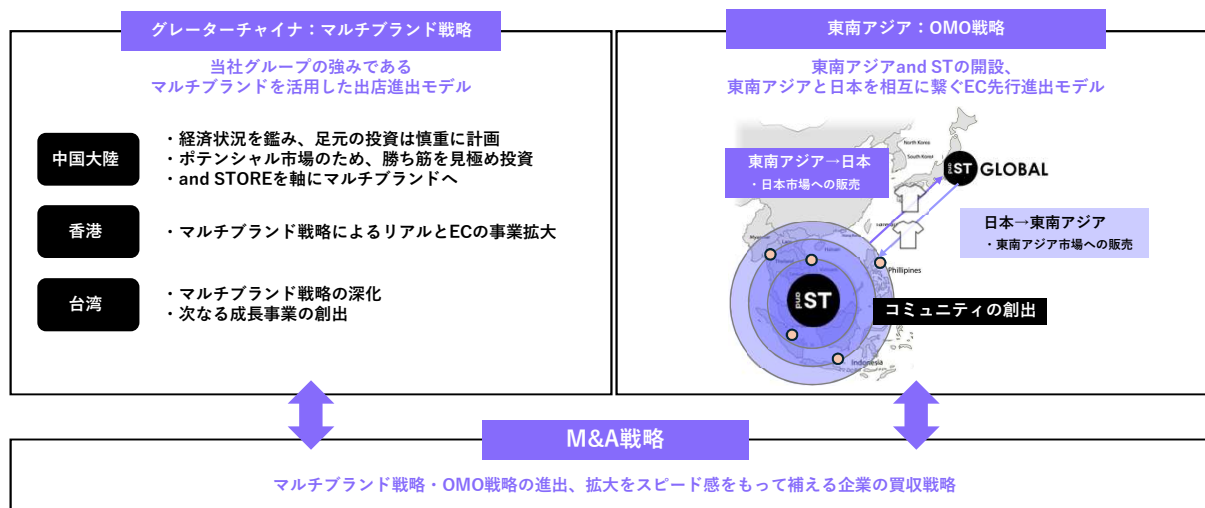 グレーターチャイナ：マルチブランド戦略
当社グループの強みである
マルチブランドを活用した出店進出モデル
中国大陸
・経済状況を鑑み、足元の投資は慎重に計画
・ポテンシャル市場のため、勝ち筋を見極め投資
・and STOREを軸にマルチブランドへ
香港
・マルチブランド戦略によるリアルとECの事業拡大
台湾
・マルチブランド戦略の深化
・次なる成長事業の創出
東南アジア：OMO戦略
東南アジアand STの開設、
東南アジアと日本を相互に繋ぐEC先行進出モデル
North Korea
South Korea
東南アジア→日本
・日本市場への販売
and ST GLOBAL
日本→東南アジア
・東南アジア市場への販売
Myanmar
Thailand
Phillipines
and ST
コミュニティの創出
Indonesia
M&A戦略
マルチブランド戦略・OMO戦略の進出、拡大をスピード感をもって補える企業の買収戦略